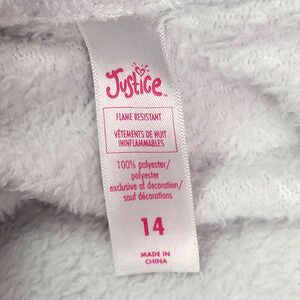 Justice
FLAME RESISTANT
VÊTEMENTS DE NUIT
ININFLAMMABLES
100% polyester/
polyester
exclusive of decoration/
sauf décorations
14
MADE IN
CHINA